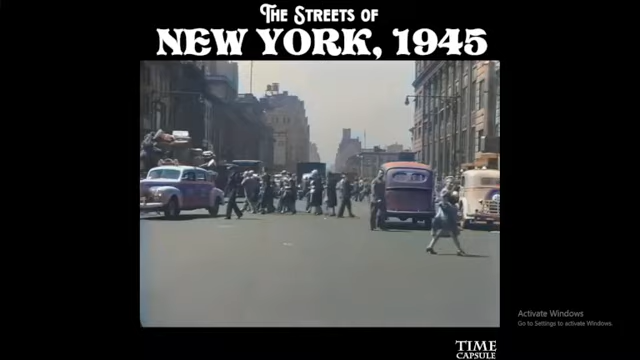 The Streets of
New York, 1945
Activate Windows
Go to Settings to activate Windows.
TIME
CAPSULE